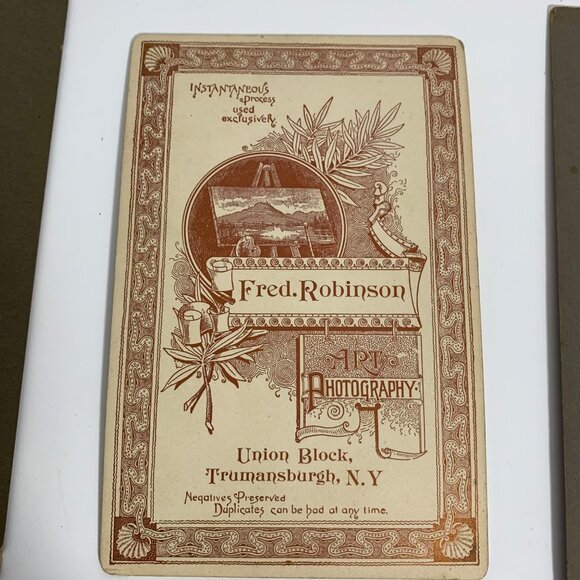 Instantaneous
Process
used
exclusively.
Fred. Robinson
Art
Photography
Union Block,
Trumansburgh, N.Y
Negatives Preserved
Duplicates can be had at any time.